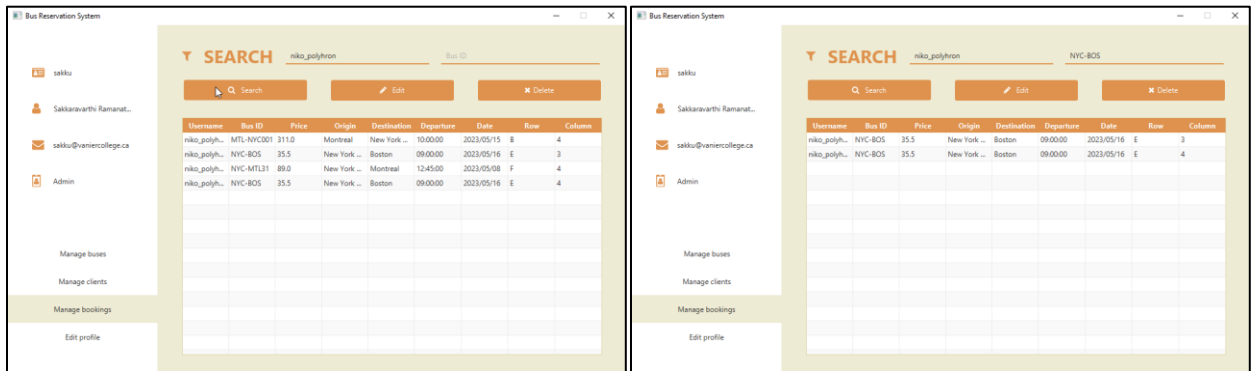 Bus Reservation System
SEARCH niko_polyhron Bus ID
sakku
Search Edit Delete
Sakkaravarthi Ramanat...
Username Bus ID Price Origin Destination Departure Date Row Column
niko_polyh... MTL-NYC001 311.0 Montreal New York ... 10:00:00 2023/05/15 B 4
sakku@vaniercollege.ca
niko_polyh... NYC-BOS 35.5 New York ... Boston 09:00:00 2023/05/16 E 3
niko_polyh... NYC-MTL31 89.0 New York ... Montreal 12:45:00 2023/05/08 F 4
niko_polyh... NYC-BOS 35.5 New York ... Boston 09:00:00 2023/05/16 E 4
Admin
Manage buses
Manage clients
Manage bookings
Edit profile
Bus Reservation System
SEARCH niko_polyhron NYC-BOS
sakku
Search Edit Delete
Sakkaravarthi Ramanat...
Username Bus ID Price Origin Destination Departure Date Row Column
niko_polyh... NYC-BOS 35.5 New York ... Boston 09:00:00 2023/05/16 E 3
sakku@vaniercollege.ca
niko_polyh... NYC-BOS 35.5 New York ... Boston 09:00:00 2023/05/16 E 4
Admin
Manage buses
Manage clients
Manage bookings
Edit profile